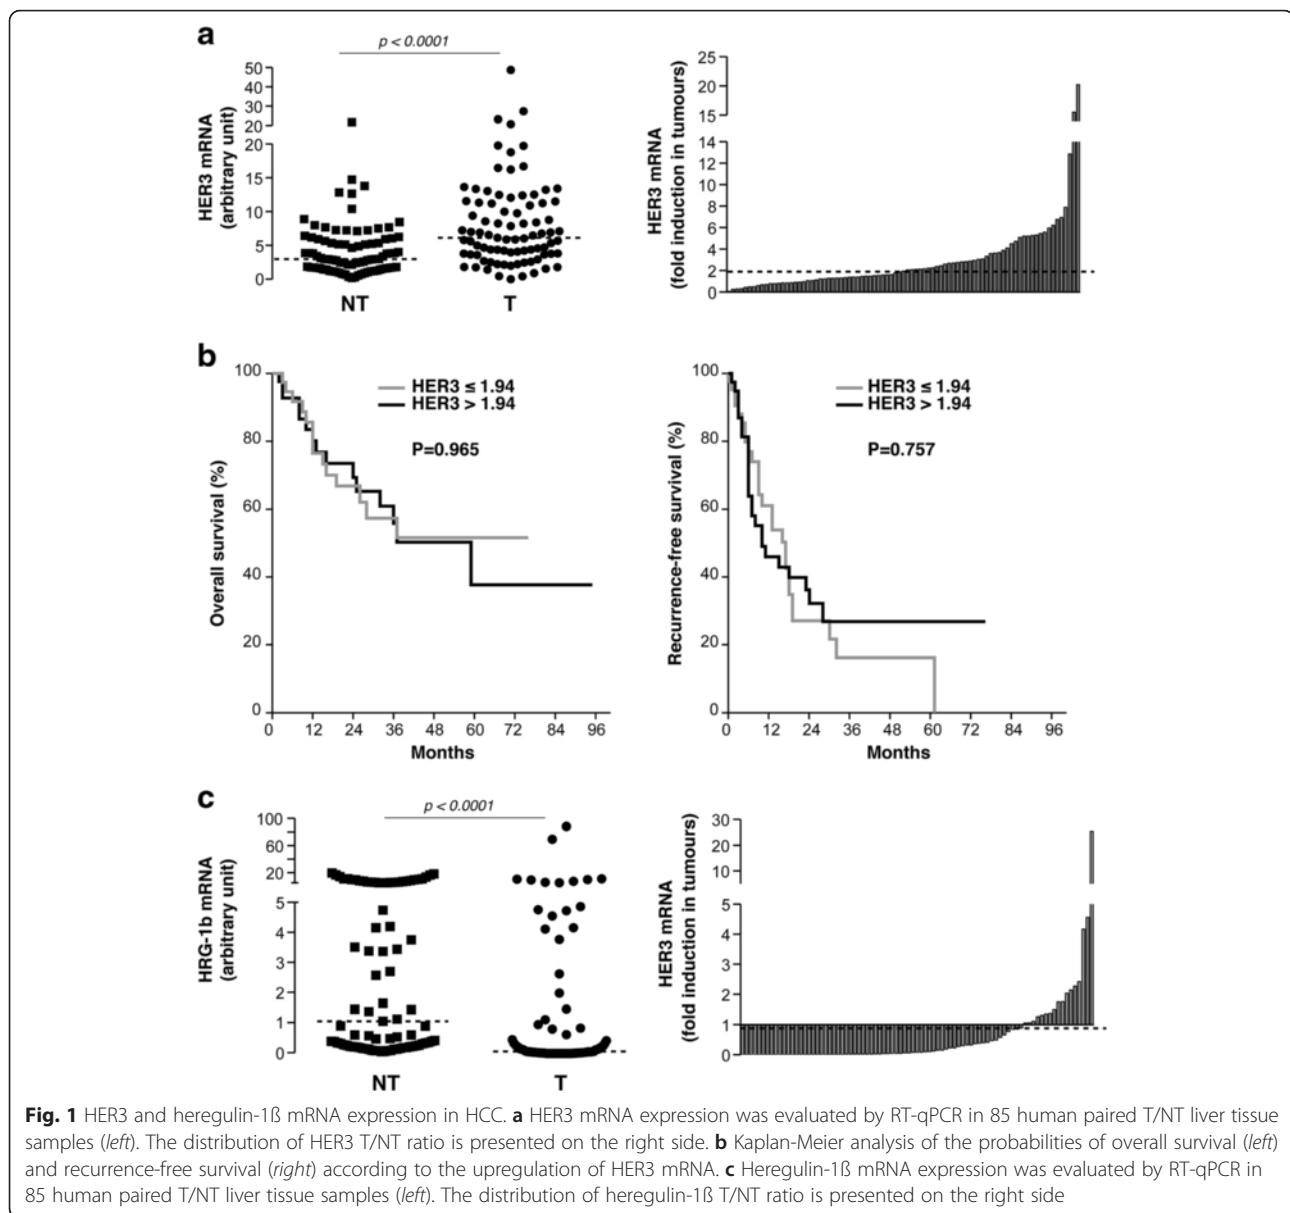 a
p < 0.0001
HER3 mRNA
(arbitrary unit)
50
40
30
20
20
15
10
5
0
NT
T
HER3 mRNA
(fold induction in tumours)
25
20
15
14
12
10
8
6
4
2
0
b
Overall survival (%)
100
80
60
40
20
0
HER3 ≤ 1.94
HER3 > 1.94
P=0.965
0 12 24 36 48 60 72 84 96
Months
Recurrence-free survival (%)
100
80
60
40
20
0
HER3 ≤ 1.94
HER3 > 1.94
P=0.757
0 12 24 36 48 60 72 84 96
Months
c
p < 0.0001
HRG-1b mRNA
(arbitrary unit)
100
60
20
5
4
3
2
1
0
NT
T
HER3 mRNA
(fold induction in tumours)
30
20
10
5
4
3
2
1
0
Fig. 1 HER3 and heregulin-1ß mRNA expression in HCC. a HER3 mRNA expression was evaluated by RT-qPCR in 85 human paired T/NT liver tissue
samples (left). The distribution of HER3 T/NT ratio is presented on the right side. b Kaplan-Meier analysis of the probabilities of overall survival (left)
and recurrence-free survival (right) according to the upregulation of HER3 mRNA. c Heregulin-1ß mRNA expression was evaluated by RT-qPCR in
85 human paired T/NT liver tissue samples (left). The distribution of heregulin-1ß T/NT ratio is presented on the right side